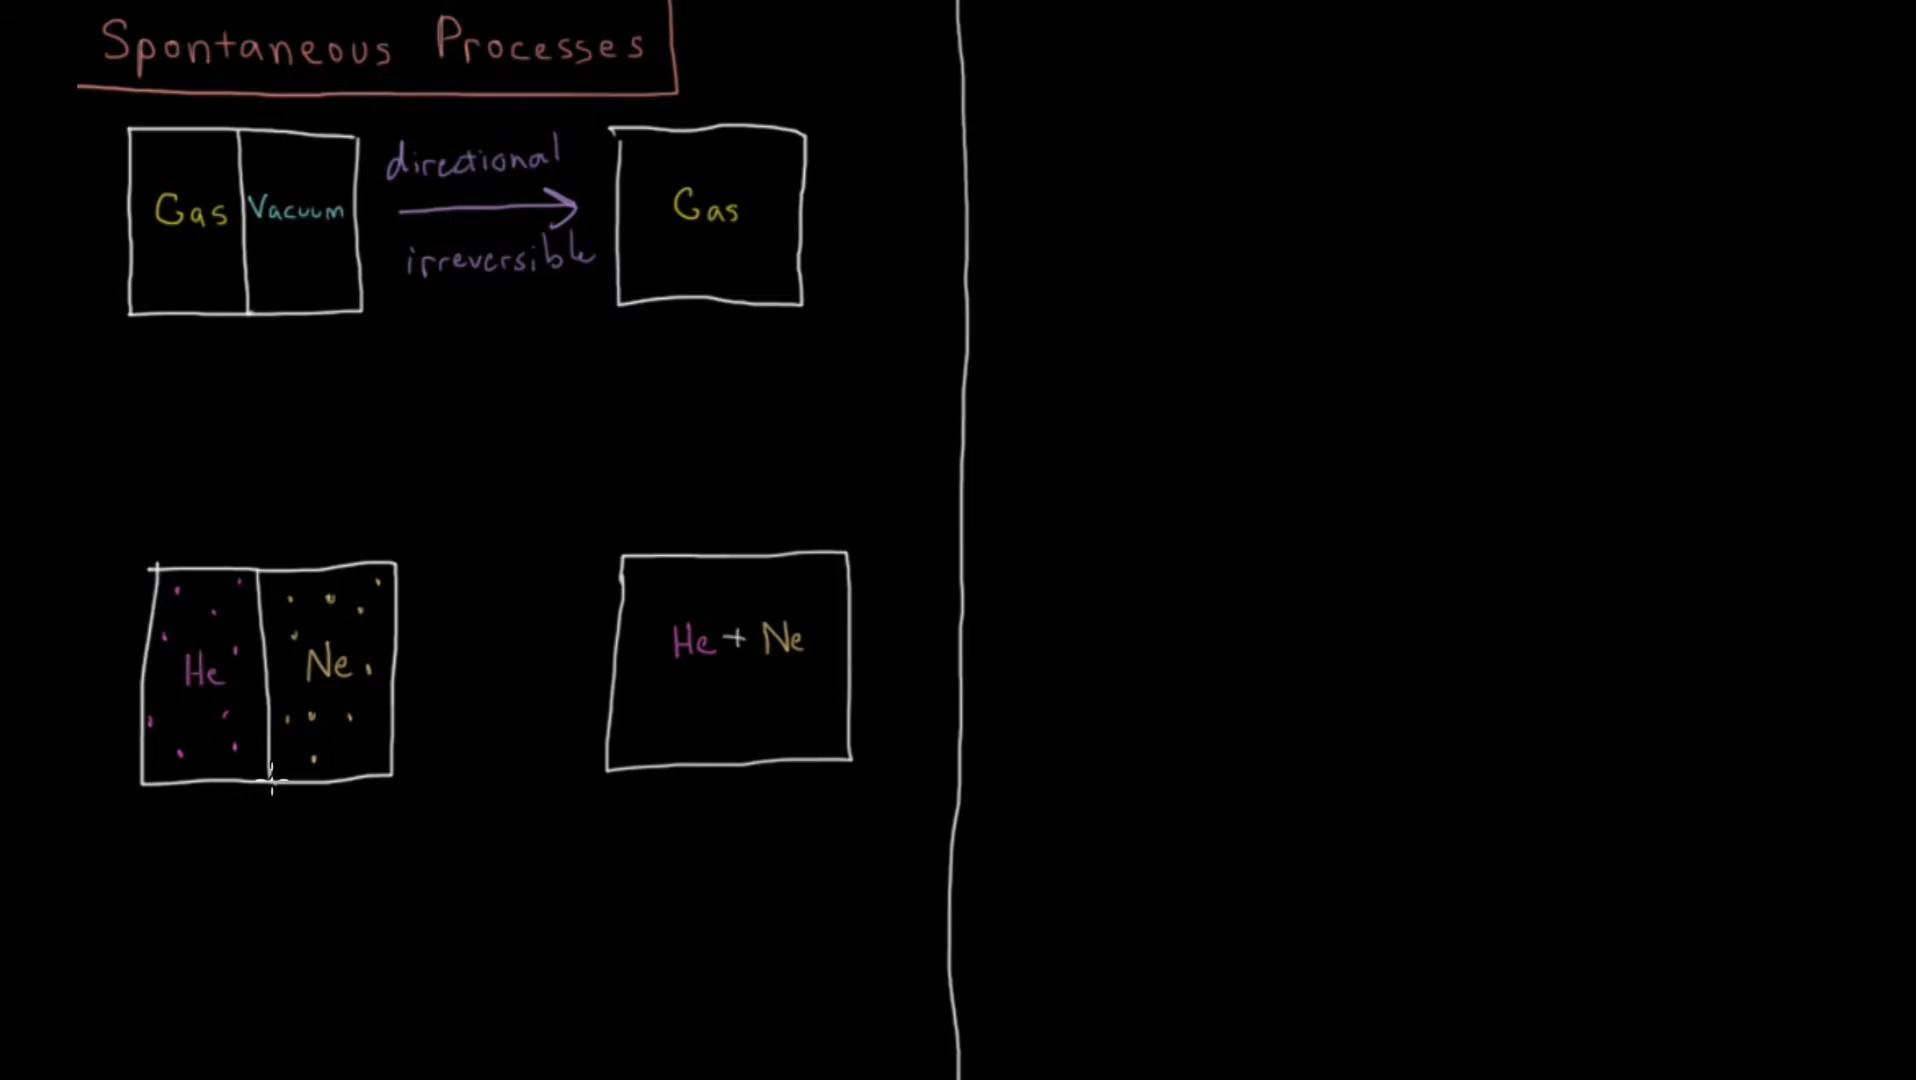 Spontaneous Processes
Gas Vacuum
directional
irreversible
Gas
He Ne
He + Ne